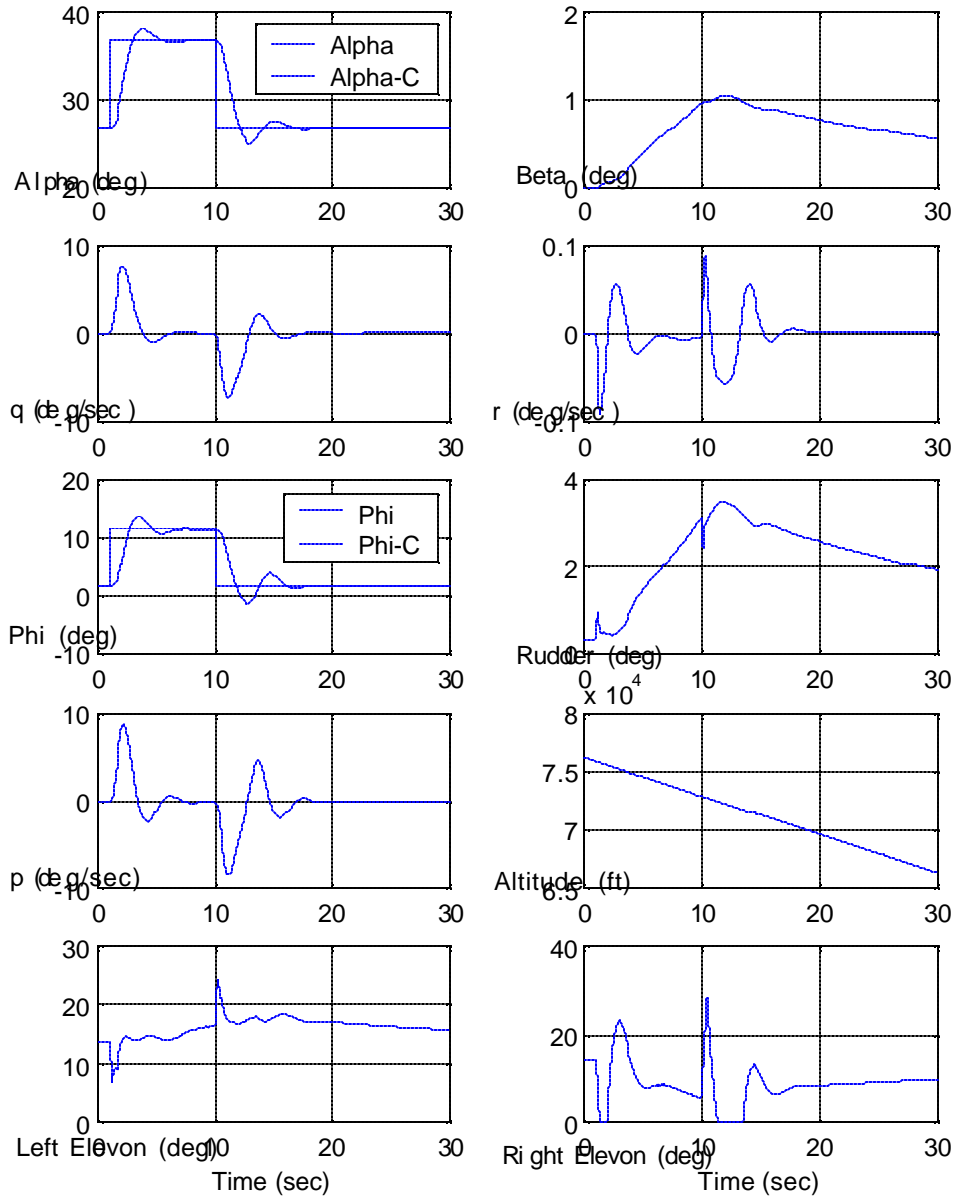 40
30
20
0 10 20 30
Alpha (deg)
Alpha
Alpha-C
2
1
0
0 10 20 30
Beta (deg)
10
0
-10
0 10 20 30
q (deg/sec)
0.1
0
-0.1
0 10 20 30
r (deg/sec)
20
10
0
-10
0 10 20 30
Phi (deg)
Phi
Phi-C
4
2
0
0 10 20 30
Rudder (deg)
10
0
-10
0 10 20 30
p (deg/sec)
x 10^4
8
7.5
7
6.5
0 10 20 30
Altitude (ft)
30
20
10
0
0 10 20 30
Left Elevon (deg)
Time (sec)
40
20
0
0 10 20 30
Right Elevon (deg)
Time (sec)